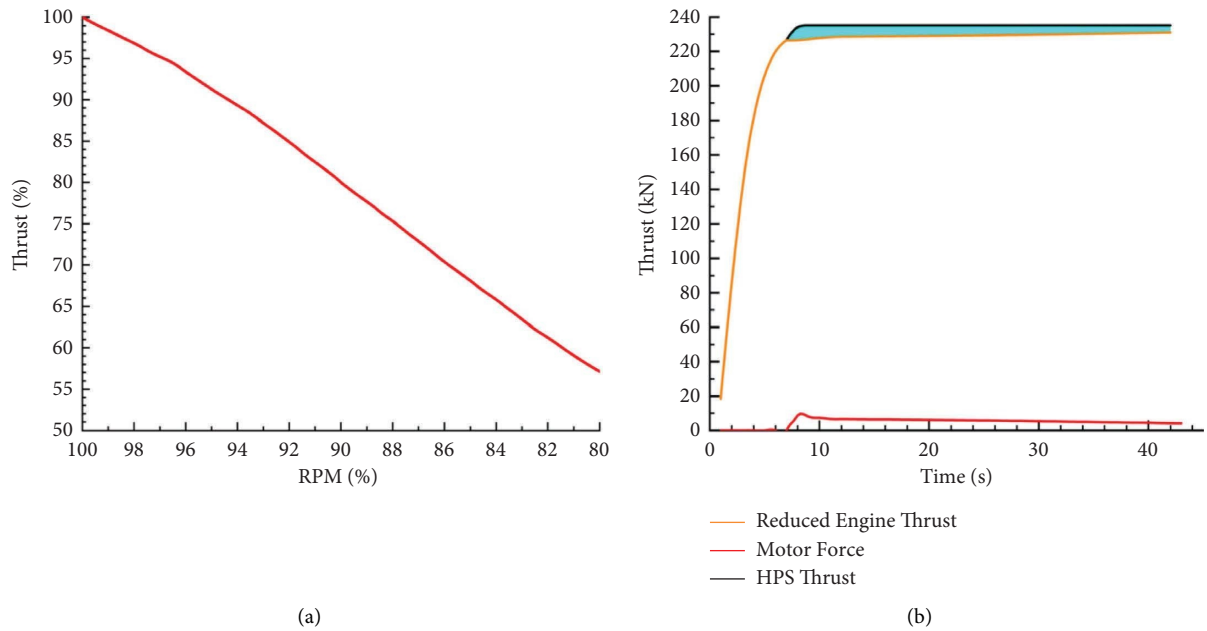 100
95
90
85
80
75
70
65
60
55
50
Thrust (%)
100 98 96 94 92 90 88 86 84 82 80
RPM (%)
(a)
240
220
200
180
160
140
120
100
80
60
40
20
0
Thrust (kN)
0 10 20 30 40
Time (s)
Reduced Engine Thrust
Motor Force
HPS Thrust
(b)